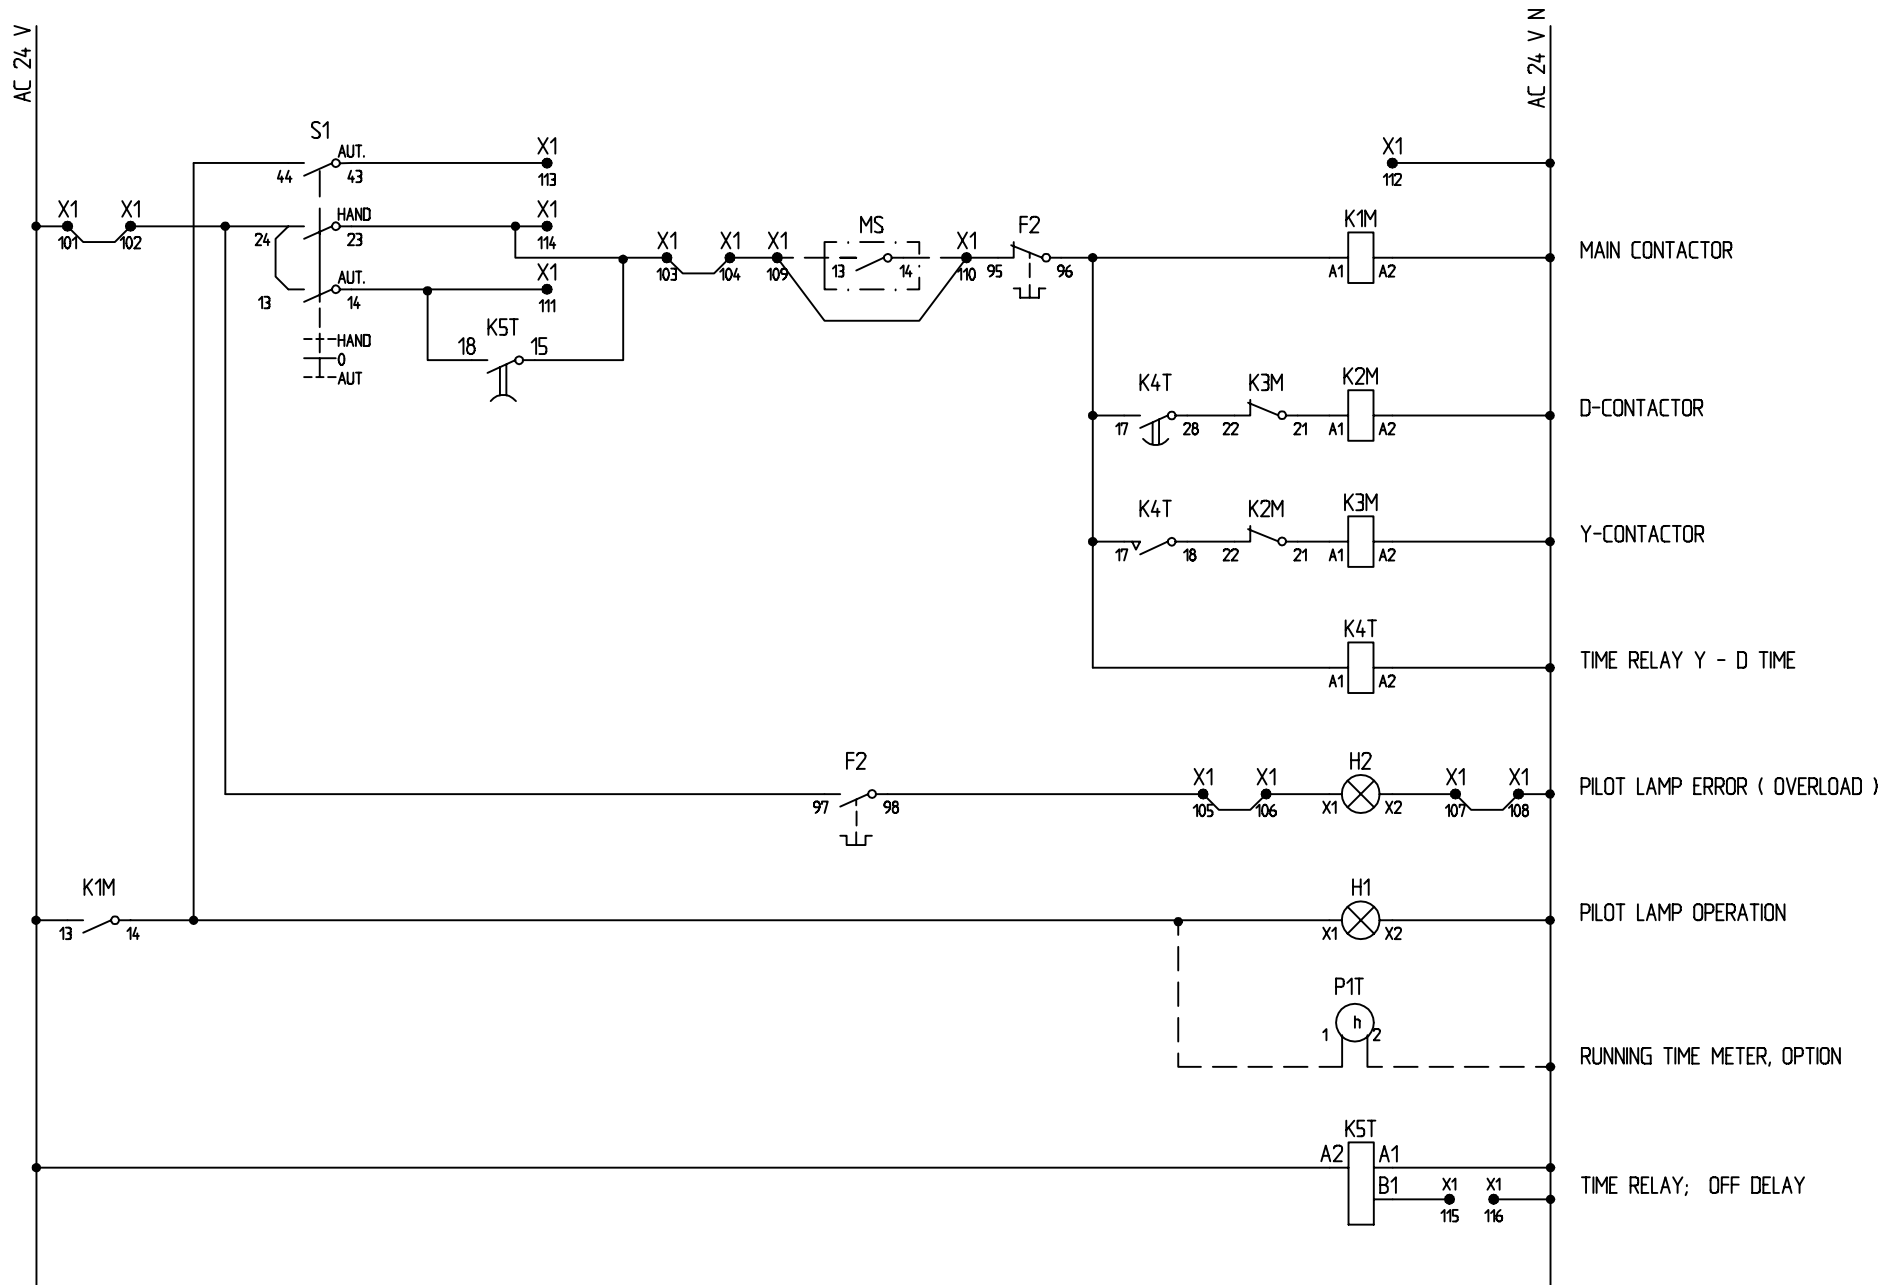 AC 24 V
AC 24 V N
S1
AUT.
44 43
X1
113
X1
112
X1 X1
101 102
HAND
24 23
X1
114
AUT.
13 14
X1
111
HAND
0
AUT
K5T
18 15
X1 X1 X1
103 104 109
MS
13 14
X1
110
F2
95 96
K1M
A1 A2
MAIN CONTACTOR
K4T K3M K2M
17 28 22 21 A1 A2
D-CONTACTOR
K4T K2M K3M
17 18 22 21 A1 A2
Y-CONTACTOR
K4T
A1 A2
TIME RELAY Y - D TIME
F2
97 98
X1 X1
105 106
H2
X1 X2
X1 X1
107 108
PILOT LAMP ERROR ( OVERLOAD )
K1M
13 14
H1
X1 X2
PILOT LAMP OPERATION
P1T
1 h 2
RUNNING TIME METER, OPTION
K5T
A2 A1
B1
X1 X1
115 116
TIME RELAY; OFF DELAY